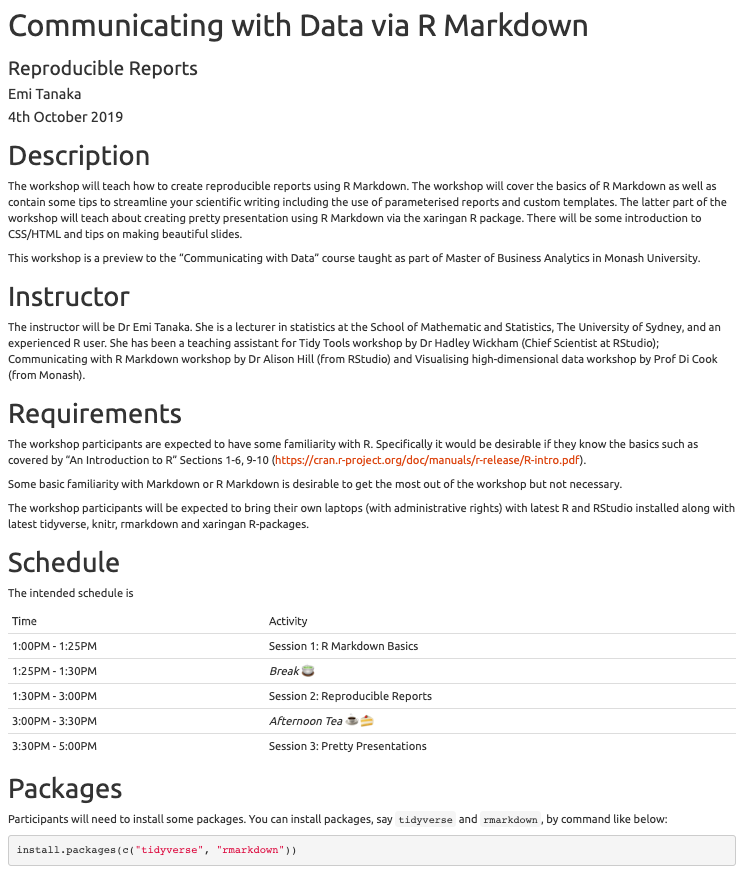 Communicating with Data via R Markdown
Reproducible Reports
Emi Tanaka
4th October 2019
Description
The workshop will teach how to create reproducible reports using R Markdown. The workshop will cover the basics of R Markdown as well as
contain some tips to streamline your scientific writing including the use of parameterised reports and custom templates. The latter part of the
workshop will teach about creating pretty presentation using R Markdown via the xaringan R package. There will be some introduction to
CSS/HTML and tips on making beautiful slides.
This workshop is a preview to the “Communicating with Data” course taught as part of Master of Business Analytics in Monash University.
Instructor
The instructor will be Dr Emi Tanaka. She is a lecturer in statistics at the School of Mathematic and Statistics, The University of Sydney, and an
experienced R user. She has been a teaching assistant for Tidy Tools workshop by Dr Hadley Wickham (Chief Scientist at RStudio);
Communicating with R Markdown workshop by Dr Alison Hill (from RStudio) and Visualising high-dimensional data workshop by Prof Di Cook
(from Monash).
Requirements
The workshop participants are expected to have some familiarity with R. Specifically it would be desirable if they know the basics such as
covered by “An Introduction to R” Sections 1-6, 9-10 (https://cran.r-project.org/doc/manuals/r-release/R-intro.pdf).
Some basic familiarity with Markdown or R Markdown is desirable to get the most out of the workshop but not necessary.
The workshop participants will be expected to bring their own laptops (with administrative rights) with latest R and RStudio installed along with
latest tidyverse, knitr, rmarkdown and xaringan R-packages.
Schedule
The intended schedule is
Time Activity
1:00PM - 1:25PM Session 1: R Markdown Basics
1:25PM - 1:30PM Break 🍵
1:30PM - 3:00PM Session 2: Reproducible Reports
3:00PM - 3:30PM Afternoon Tea ☕🍰
3:30PM - 5:00PM Session 3: Pretty Presentations
Packages
Participants will need to install some packages. You can install packages, say tidyverse and rmarkdown, by command like below:
install.packages(c("tidyverse", "rmarkdown"))